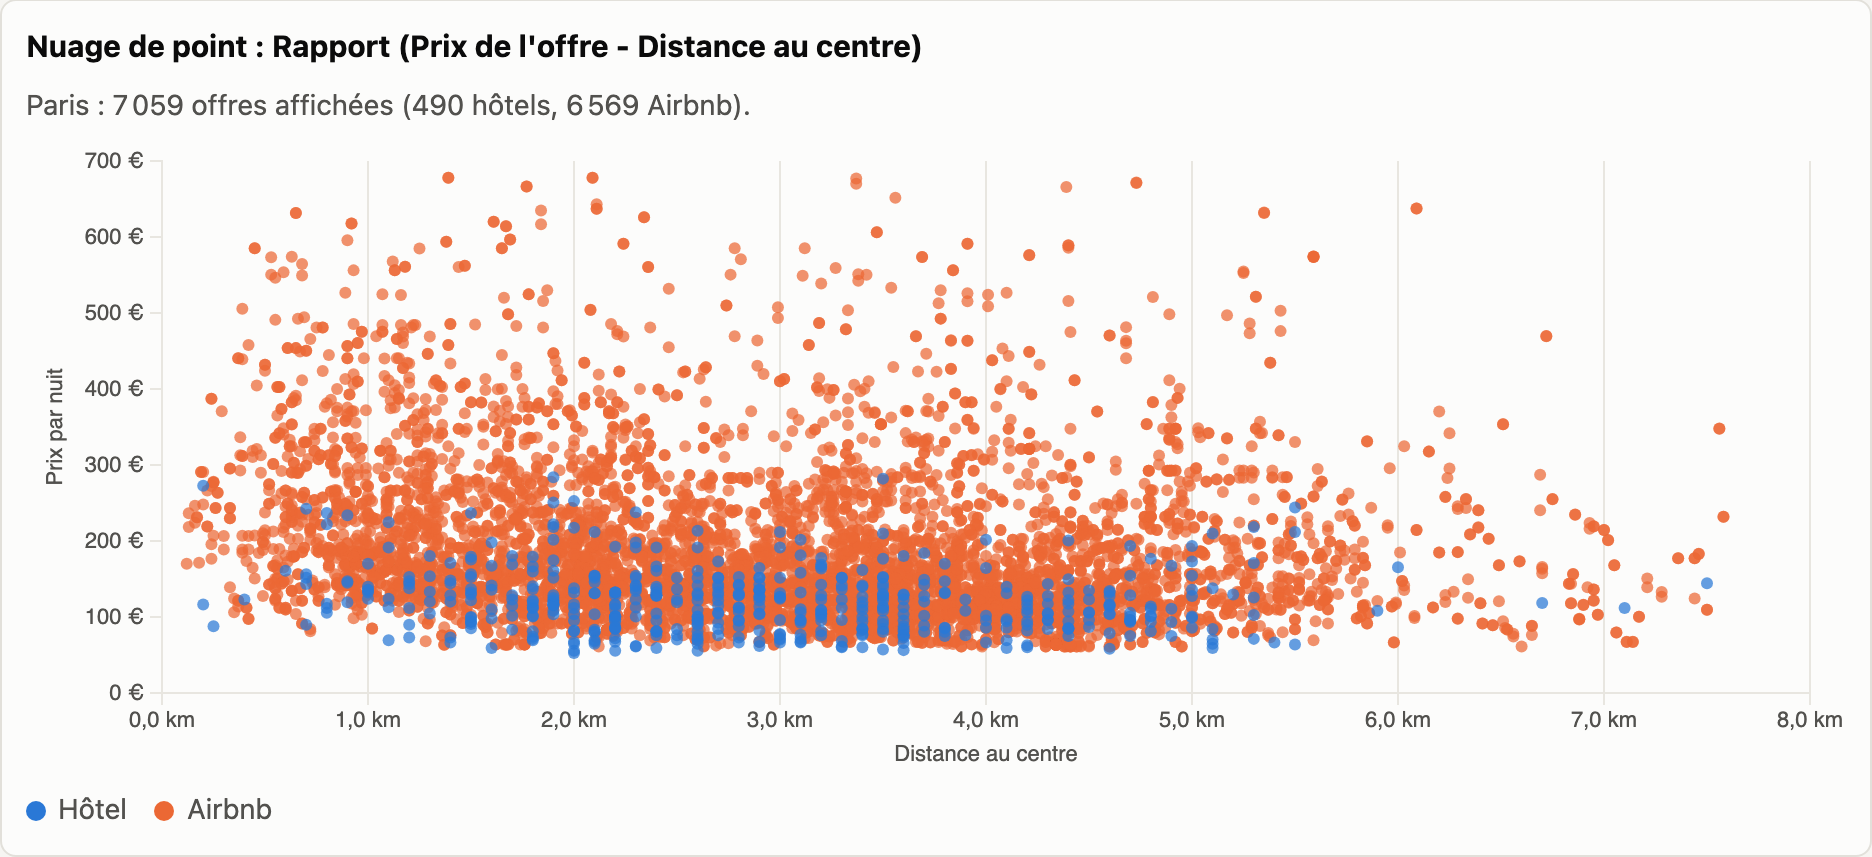 Nuage de point : Rapport (Prix de l'offre - Distance au centre)
Paris : 7 059 offres affichées (490 hôtels, 6 569 Airbnb).
700 €
600 €
500 €
400 €
300 €
200 €
100 €
0 €
Prix par nuit
0,0 km 1,0 km 2,0 km 3,0 km 4,0 km 5,0 km 6,0 km 7,0 km 8,0 km
Distance au centre
Hôtel Airbnb